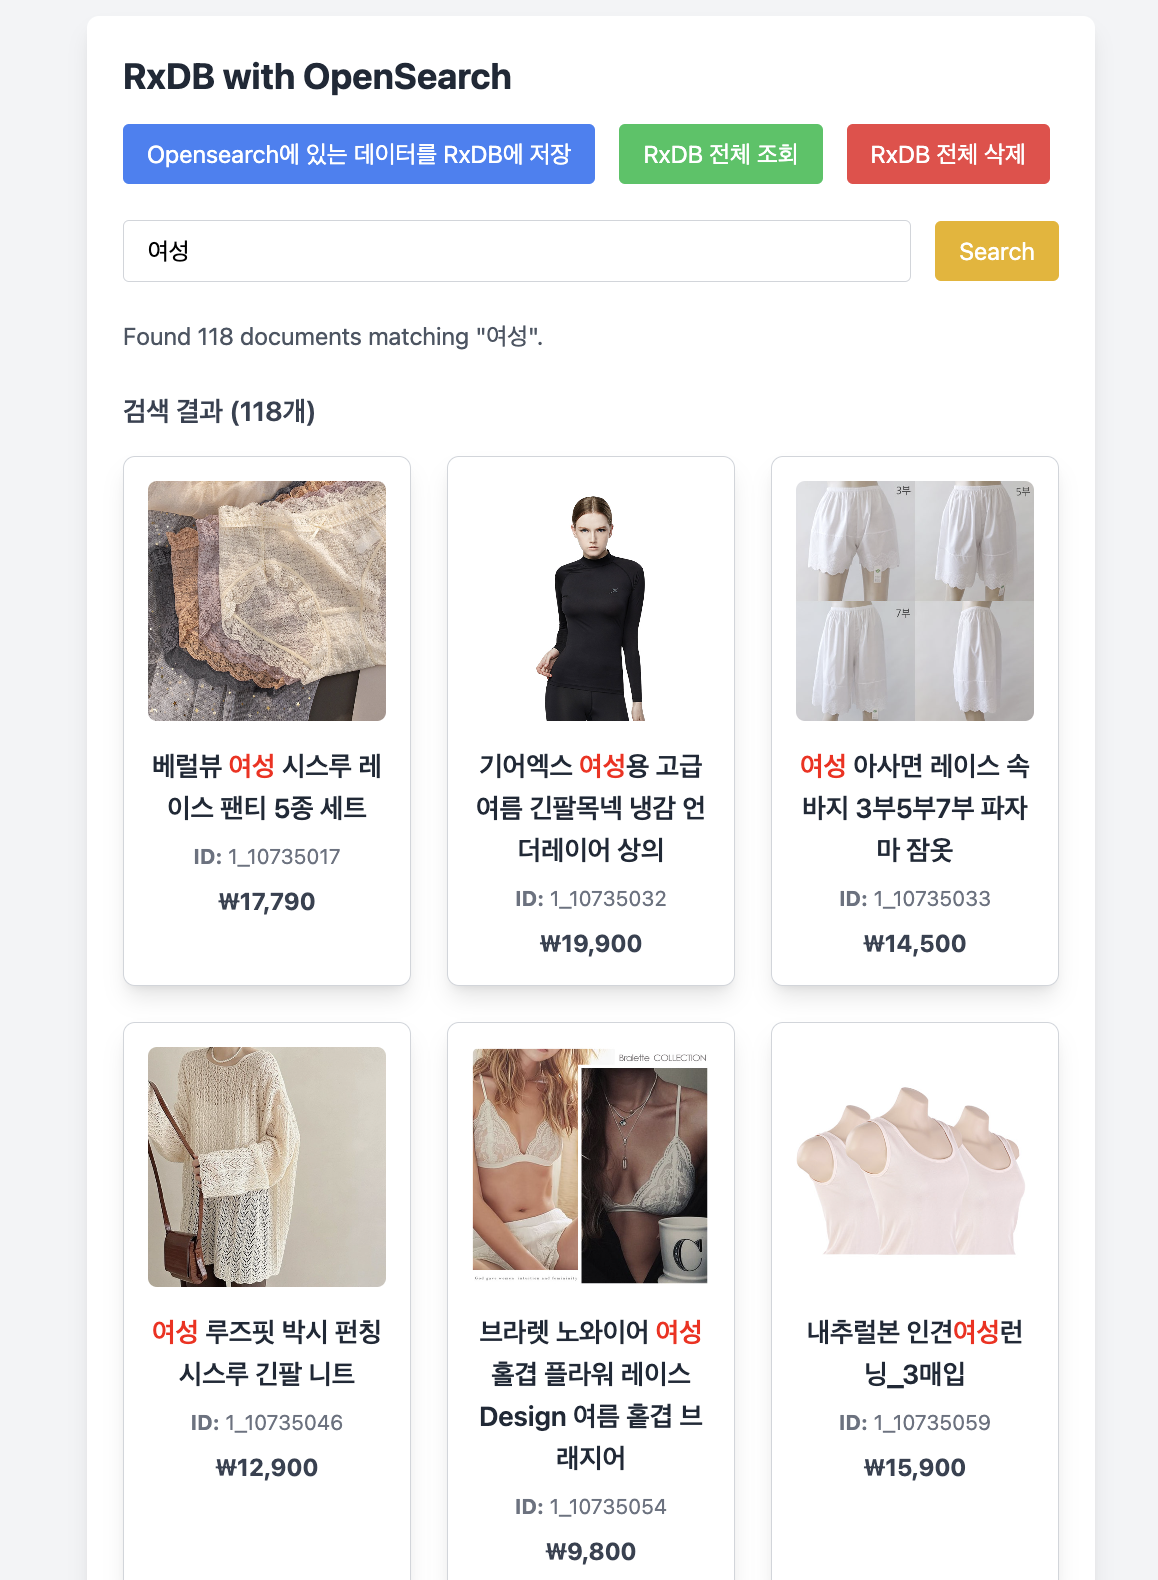 RxDB with OpenSearch
Opensearch에 있는 데이터를 RxDB에 저장
RxDB 전체 조회
RxDB 전체 삭제
여성
Search
Found 118 documents matching "여성".
검색 결과 (118개)
베럴뷰 여성 시스루 레
이스 팬티 5종 세트
ID: 1_10735017
₩17,790
기어엑스 여성용 고급
여름 긴팔목넥 냉감 언
더레이어 상의
ID: 1_10735032
₩19,900
3부
5부
7부
여성 아사면 레이스 속
바지 3부5부7부 파자
마 잠옷
ID: 1_10735033
₩14,500
여성 루즈핏 박시 펀칭
시스루 긴팔 니트
ID: 1_10735046
₩12,900
Bralette COLLECTION
C
브라렛 노와이어 여성
홀겹 플라워 레이스
Design 여름 홑겹 브
래지어
ID: 1_10735054
₩9,800
내추럴본 인견여성런
닝_3매입
ID: 1_10735059
₩15,900